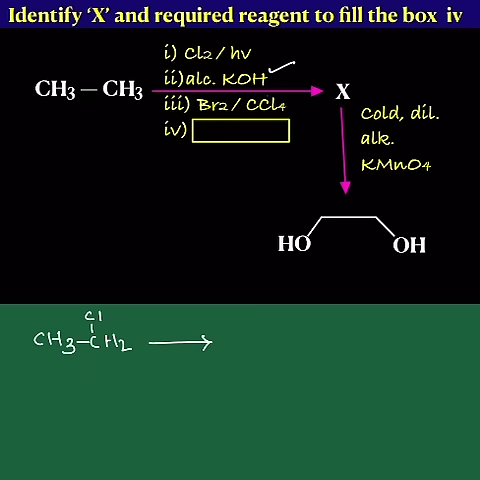 Identify ‘X’ and required reagent to fill the box iv
i) Cl2 / hv
ii) alc. KOH
CH3 — CH3
iii) Br2 / CCl4
iv)
X
Cold, dil.
alk.
KMnO4
HO
OH
Cl
CH3–CH2